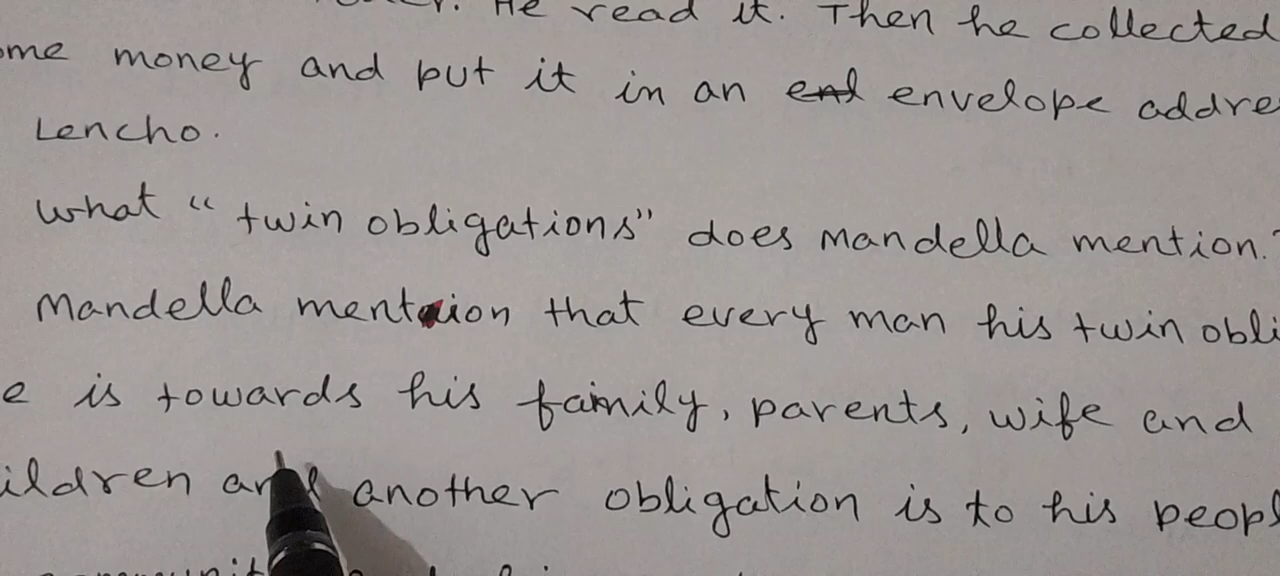 He read it. Then he collected
ome money and put it in an envelope addre
Lencho.
What "twin obligations" does Mandella mention?
Mandella mention that every man his twin obli
e is towards his family, parents, wife and
ildren and another obligation is to his peopl